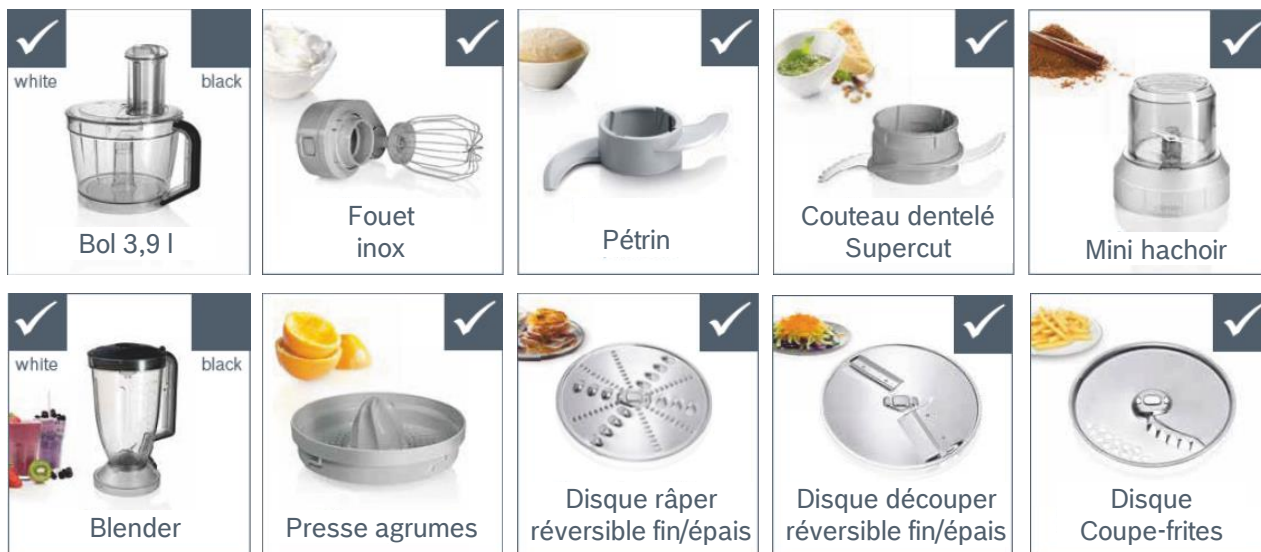 white
black
Bol 3,9 l
Fouet
inox
Pétrin
Couteau dentelé
Supercut
Mini hachoir
white
black
Blender
Presse agrumes
Disque râper
réversible fin/épais
Disque découper
réversible fin/épais
Disque
Coupe-frites